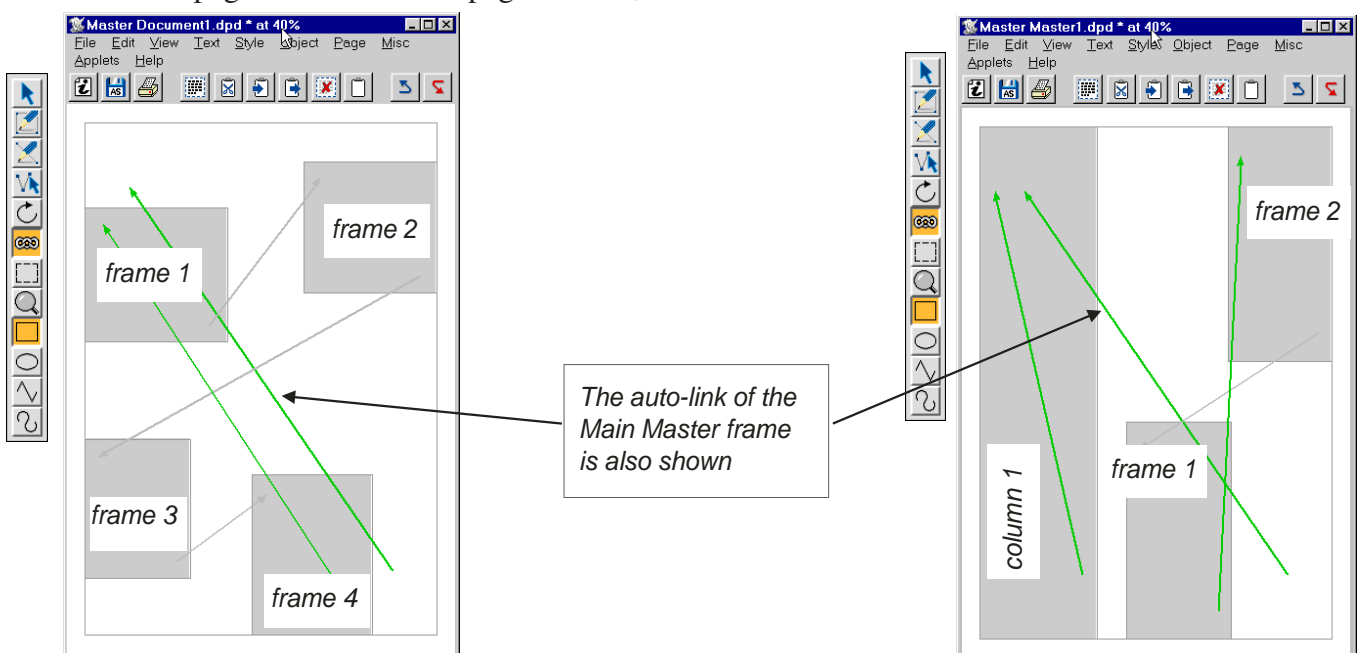 Master Document1.dpd * at 40%
File Edit View Text Style Object Page Misc
Applets Help
AS
frame 2
frame 1
frame 3
frame 4
The auto-link of the
Main Master frame
is also shown
Master Master1.dpd * at 40%
File Edit View Text Style Object Page Misc
Applets Help
AS
frame 2
frame 1
column 1